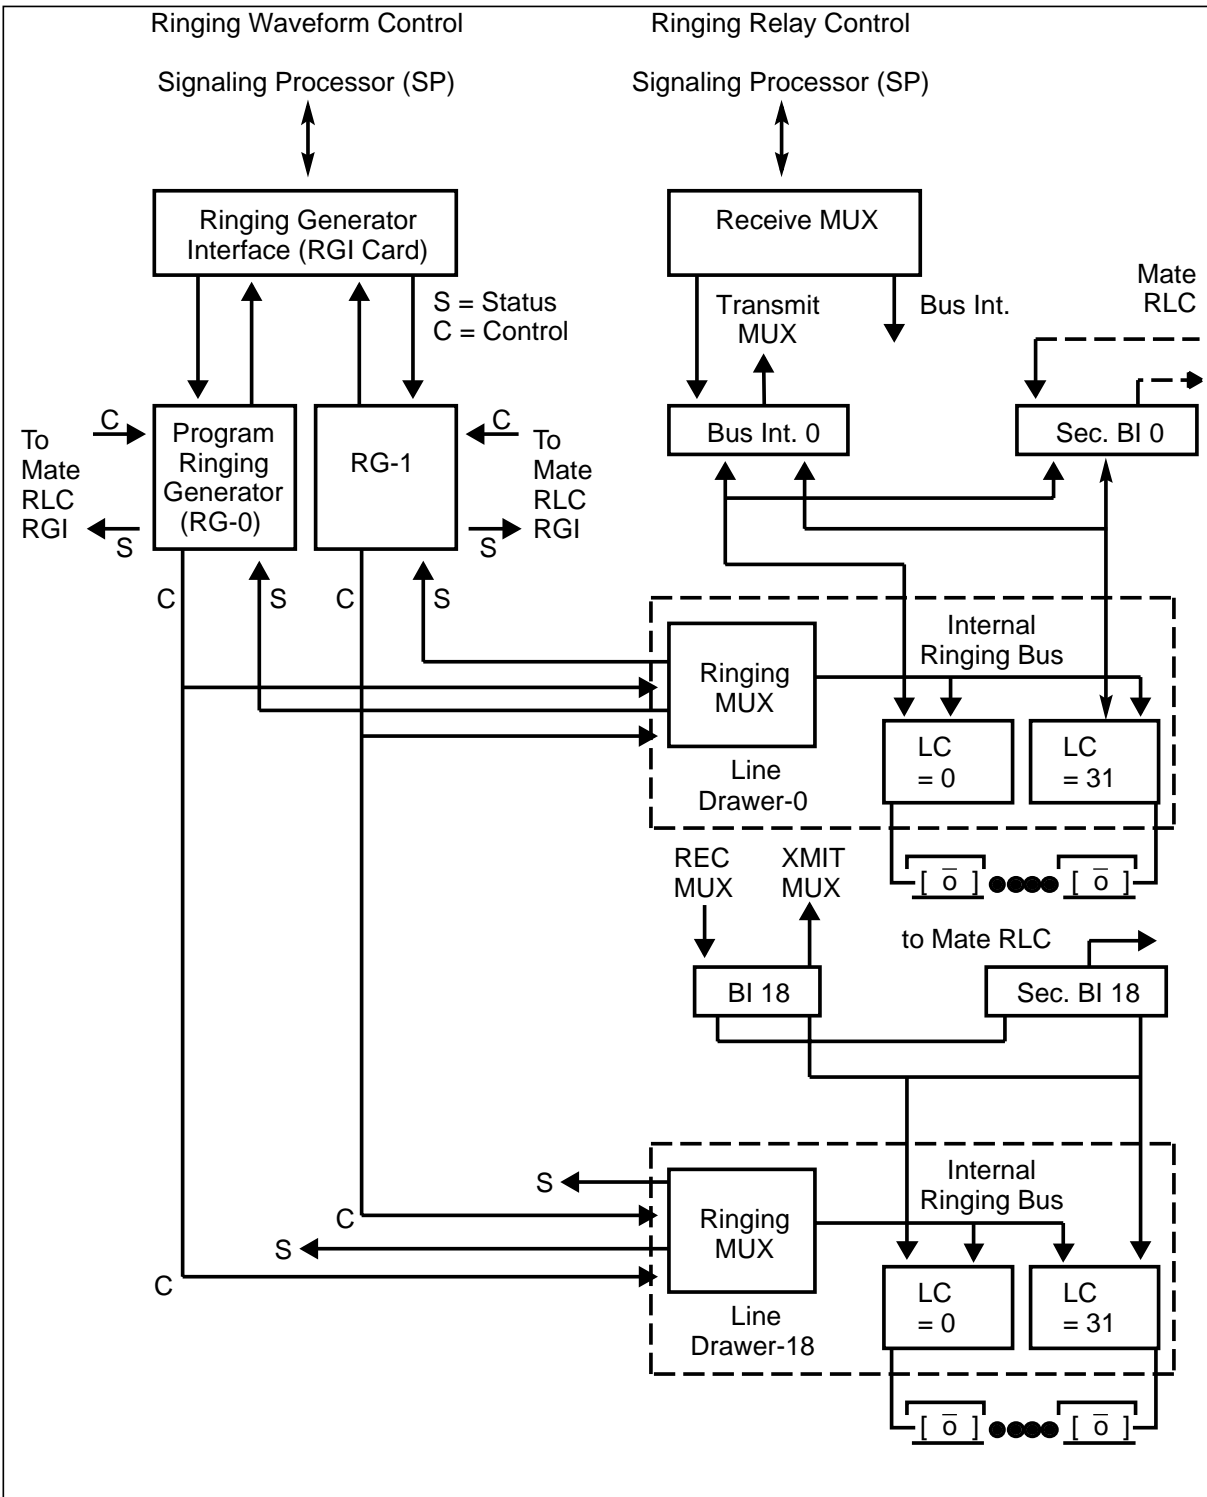 Ringing Waveform Control
Ringing Relay Control
Signaling Processor (SP)
Signaling Processor (SP)
Ringing Generator
Interface (RGI Card)
Receive MUX
S = Status
C = Control
Transmit
MUX
Bus Int.
Mate
RLC
C
To
Mate
RLC
RGI
S
Program
Ringing
Generator
(RG-0)
RG-1
C
To
Mate
RLC
RGI
S
Bus Int. 0
Sec. BI 0
C
S
C
S
Ringing
MUX
Internal
Ringing Bus
LC
= 0
LC
= 31
Line
Drawer-0
[ o ]
[ o ]
REC
MUX
XMIT
MUX
to Mate RLC
BI 18
Sec. BI 18
S
C
S
C
Ringing
MUX
Internal
Ringing Bus
LC
= 0
LC
= 31
Line
Drawer-18
[ o ]
[ o ]